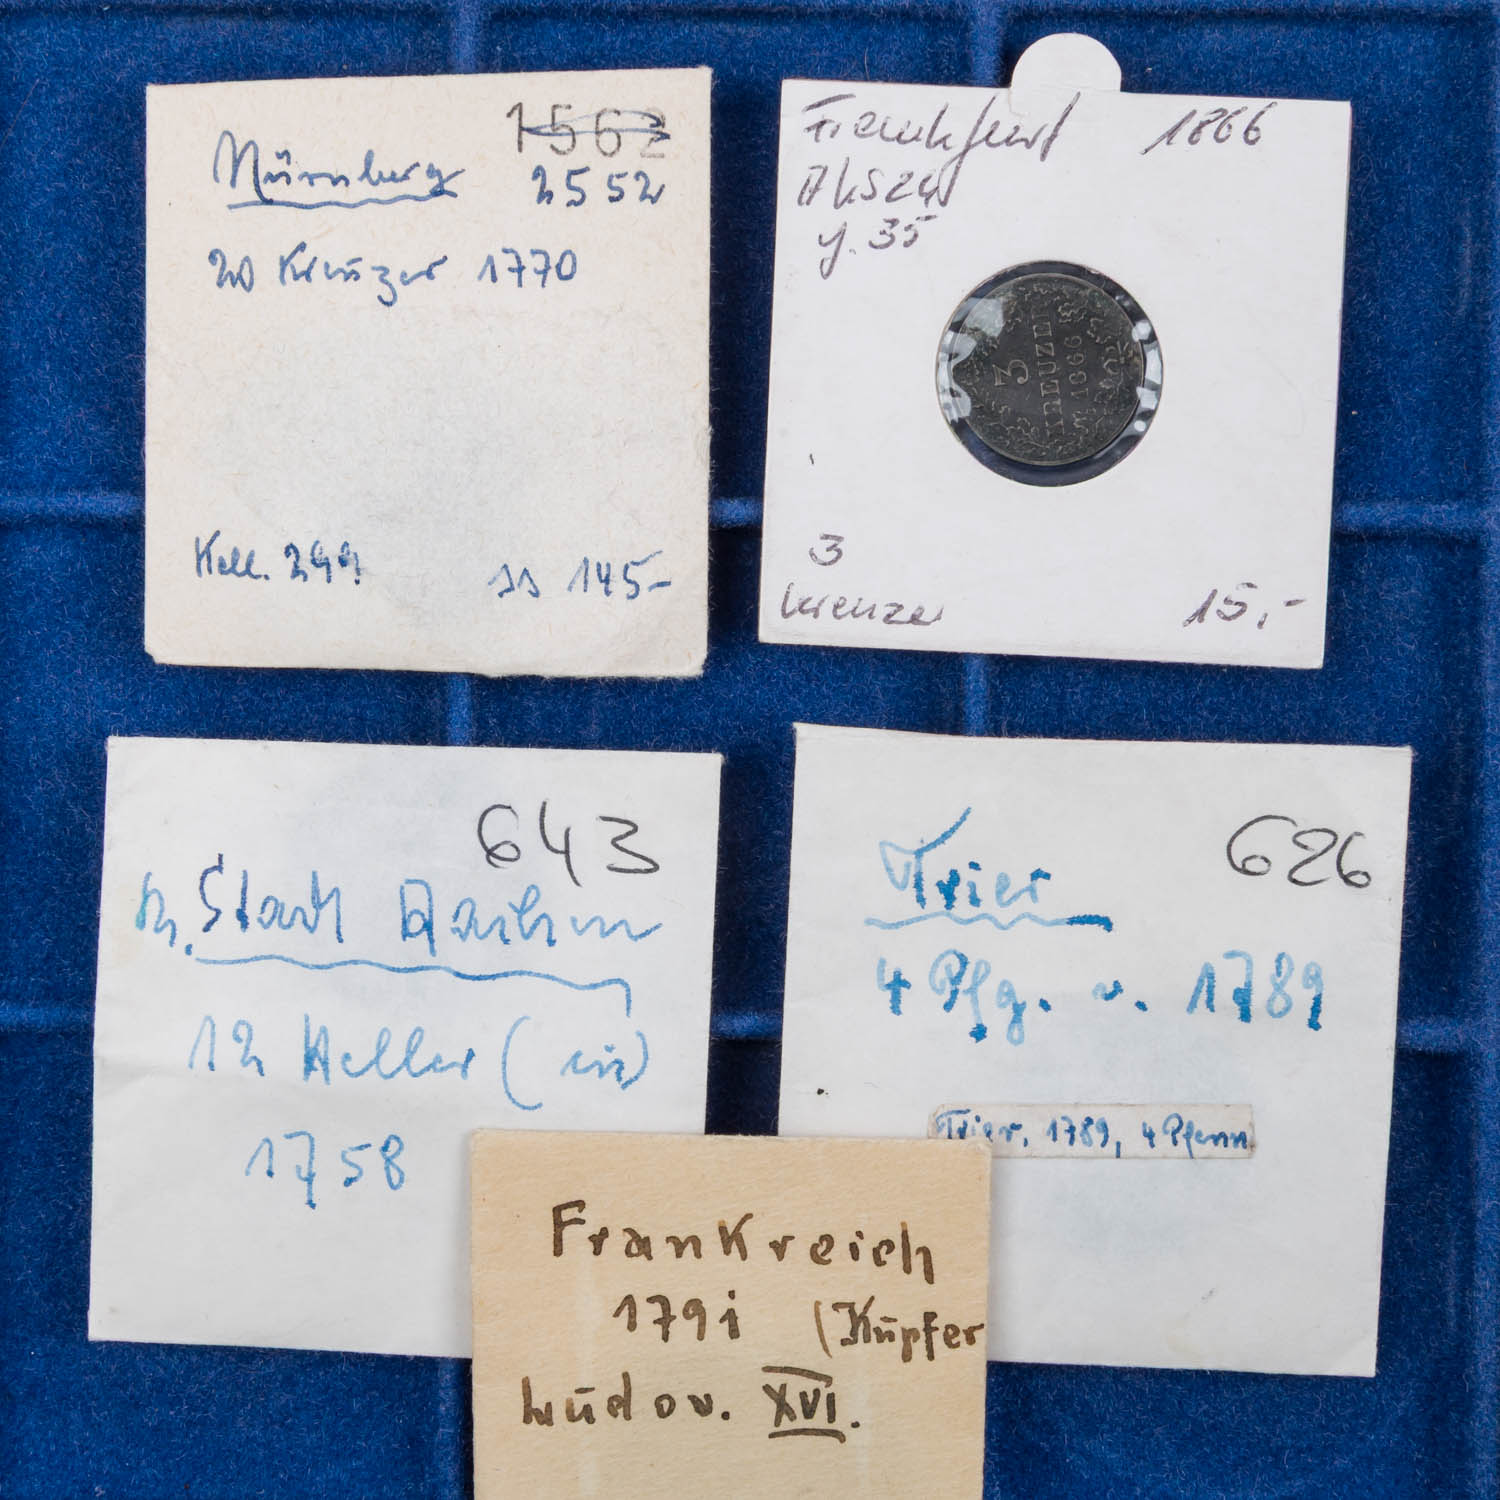 1562
Nürnberg 2552
20 Kreuzer 1770
Kell. 299
ss 145-
Frankfurt 1866
AKS 24
J. 35
3
KREUZER
1866
3
Kreuzer
15,-
643
Stadt Aachen
12 Heller (
1758
626
Trier
4 Pfg. v. 1789
Trier, 1789, 4 Pfenn.
Frankreich
1791 (Kupfer
Ludov. XVI.